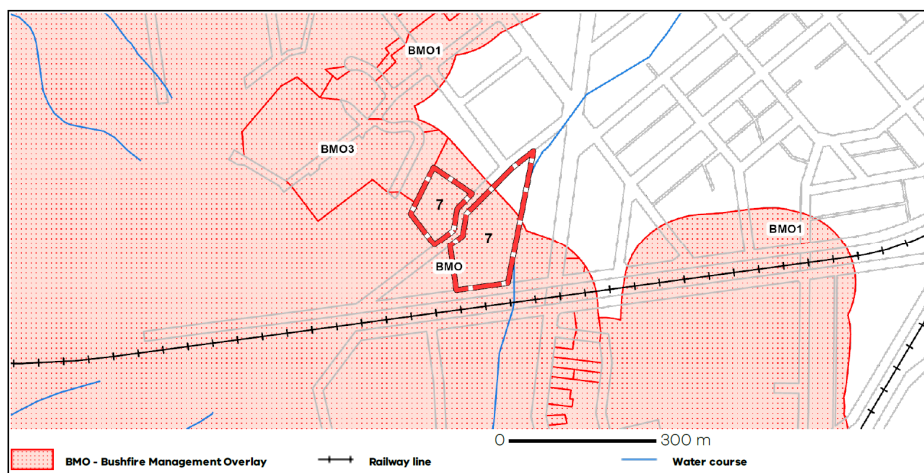 BMO1
BMO3
7
7
BMO1
BMO
0 300 m
BMO - Bushfire Management Overlay Railway line Water course